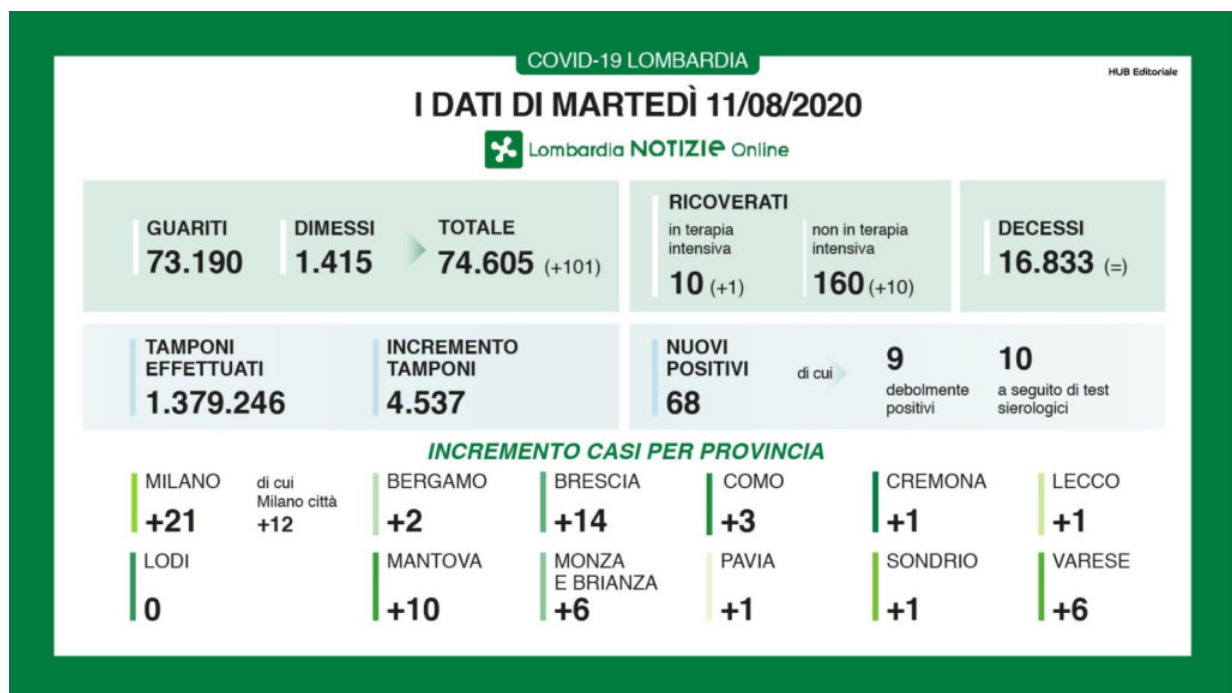 COVID-19 LOMBARDIA
HUB Editoriale
I DATI DI MARTEDÌ 11/08/2020
Lombardia NOTIZIE Online
GUARITI
73.190
DIMESSI
1.415
TOTALE
74.605 (+101)
RICOVERATI
in terapia
intensiva
10 (+1)
non in terapia
intensiva
160 (+10)
DECESSI
16.833 (=)
TAMPONI
EFFETTUATI
1.379.246
INCREMENTO
TAMPONI
4.537
NUOVI
POSITIVI
68
di cui
9
debolmente
positivi
10
a seguito di test
sierologici
INCREMENTO CASI PER PROVINCIA
MILANO
+21
di cui
Milano città
+12
BERGAMO
+2
BRESCIA
+14
COMO
+3
CREMONA
+1
LECCO
+1
LODI
0
MANTOVA
+10
MONZA
E BRIANZA
+6
PAVIA
+1
SONDRIO
+1
VARESE
+6